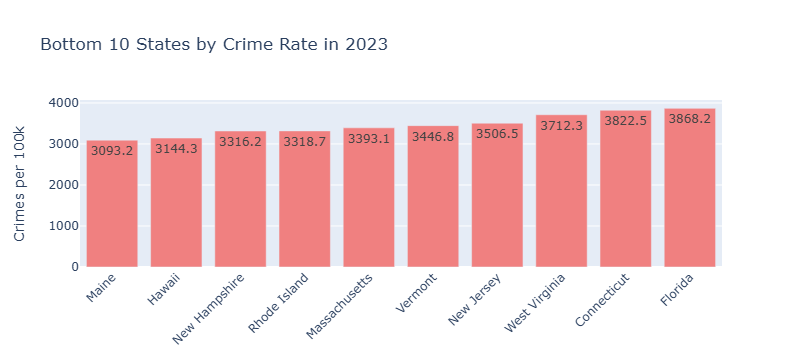 Bottom 10 States by Crime Rate in 2023
Crimes per 100k
4000
3000
2000
1000
0
3093.2
3144.3
3316.2
3318.7
3393.1
3446.8
3506.5
3712.3
3822.5
3868.2
Maine
Hawaii
New Hampshire
Rhode Island
Massachusetts
Vermont
New Jersey
West Virginia
Connecticut
Florida